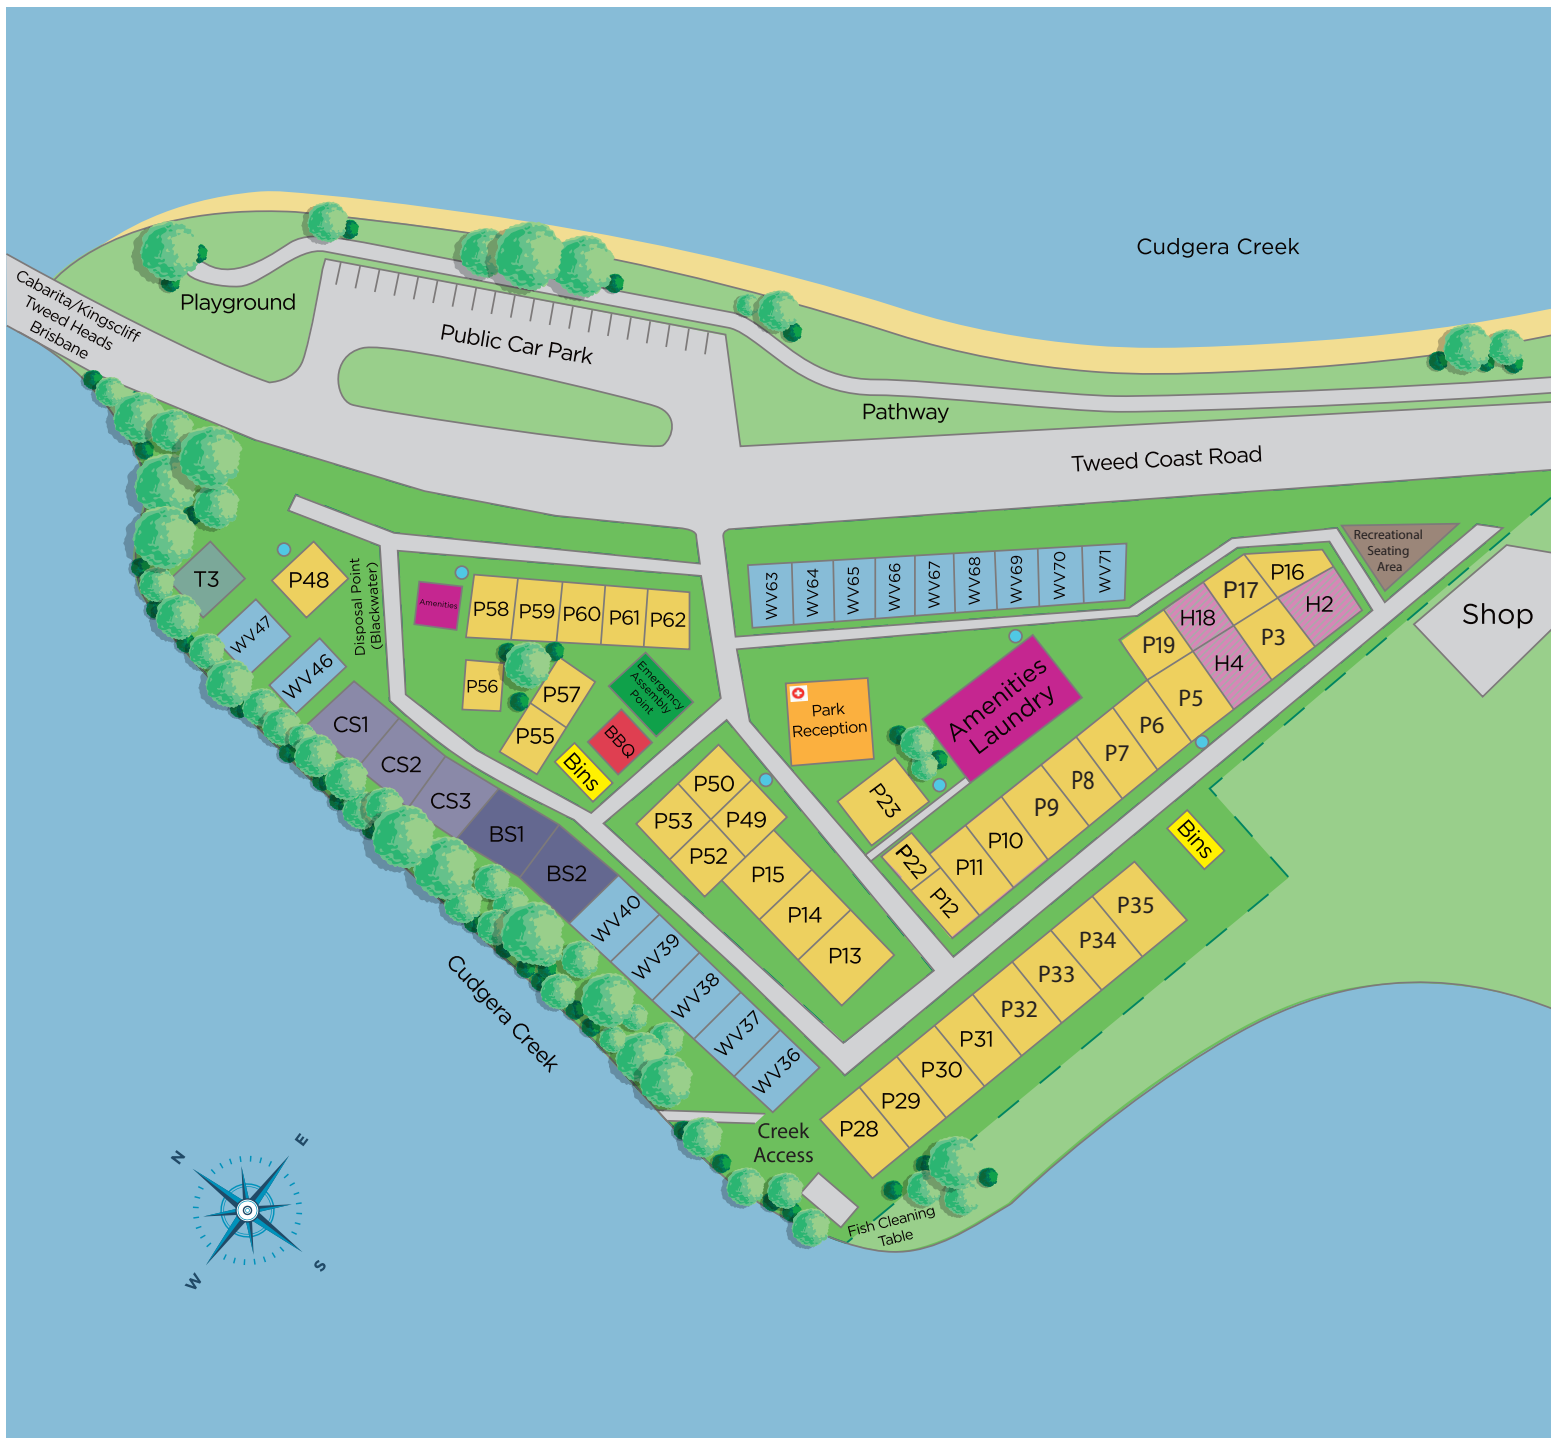 Cudgera Creek
Cabarita/Kingscliff
Tweed Heads
Brisbane
Playground
Public Car Park
Pathway
Tweed Coast Road
Recreational
Seating
Area
Shop
T3
P48
WV47
WV46
Disposal Point
(Blackwater)
Amenities
P58
P59
P60
P61
P62
WV63
WV64
WV65
WV66
WV67
WV68
WV69
WV70
WV71
P16
P17
H18
P19
H2
P3
H4
P5
P6
P7
P8
P9
P10
P11
P12
P22
P23
P56
P57
P55
Emergency
Assembly
Point
BBQ
Bins
Park
Reception
Amenities
Laundry
CS1
CS2
CS3
BS1
BS2
P50
P53
P49
P52
P15
P14
P13
Bins
WV40
WV39
WV38
WV37
WV36
P35
P34
P33
P32
P31
P30
P29
P28
Cudgera Creek
Creek
Access
Fish Cleaning
Table
N
E
W
S